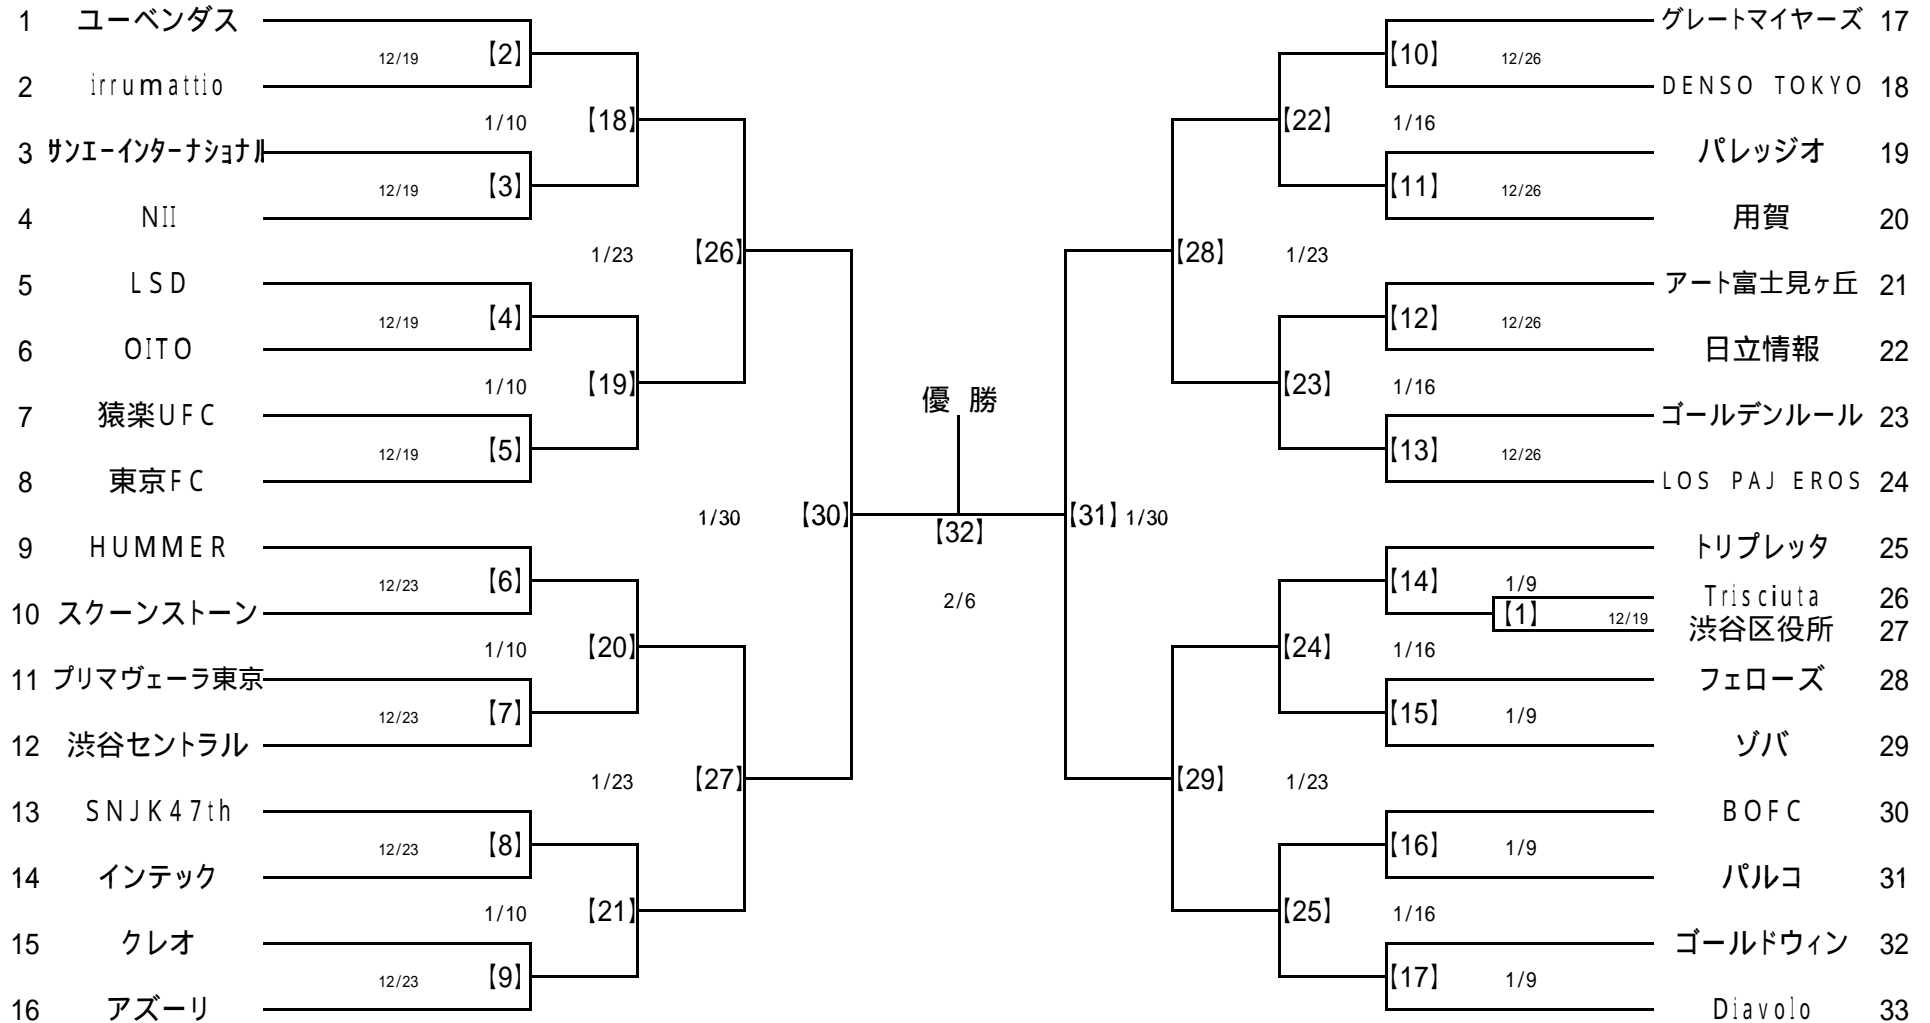 1 ユーベンダス
12/19 【2】
2 irrumattio
1/10 【18】
3 サンエーインターナショナル
12/19 【3】
4 NII
1/23 【26】
5 LSD
12/19 【4】
6 OITO
1/10 【19】
7 猿楽UFC
12/19 【5】
8 東京FC
1/30 【30】
9 HUMMER
12/23 【6】
10 スクーンストーン
1/10 【20】
11 プリマヴェーラ東京
12/23 【7】
12 渋谷セントラル
1/23 【27】
13 SNJK47th
12/23 【8】
14 インテック
1/10 【21】
15 クレオ
12/23 【9】
16 アズーリ
優 勝
【32】
2/6
グレートマイヤーズ 17
【10】 12/26
DENSO TOKYO 18
【22】 1/16
パレッジオ 19
【11】 12/26
用賀 20
【28】 1/23
アート富士見ヶ丘 21
【12】 12/26
日立情報 22
【23】 1/16
ゴールデンルール 23
【13】 12/26
LOS PAJEROS 24
【31】 1/30
トリプレッタ 25
【14】 1/9
Trisciuta 26
【1】 12/19
渋谷区役所 27
【24】 1/16
フェローズ 28
【15】 1/9
ゾバ 29
【29】 1/23
BOFC 30
【16】 1/9
パルコ 31
【25】 1/16
ゴールドウィン 32
【17】 1/9
Diavolo 33